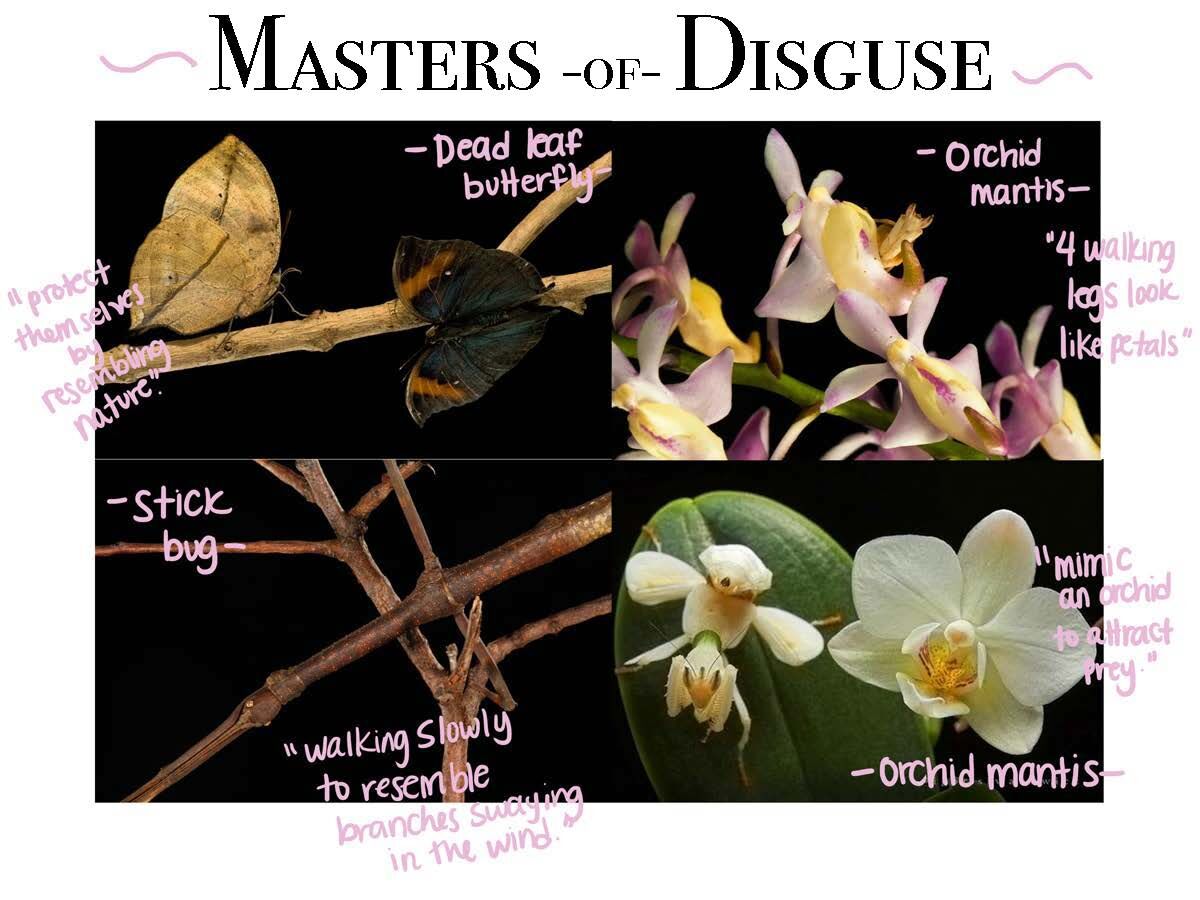 MASTERS -OF- DISGUSE
- Dead leaf
butterfly-
"protect
themselves
by
resembling
nature".
- Orchid
mantis-
"4 walking
legs look
like petals"
- Stick
bug-
"walking slowly
to resemble
branches swaying
in the wind."
"mimic
an orchid
to attract
prey."
- Orchid mantis-